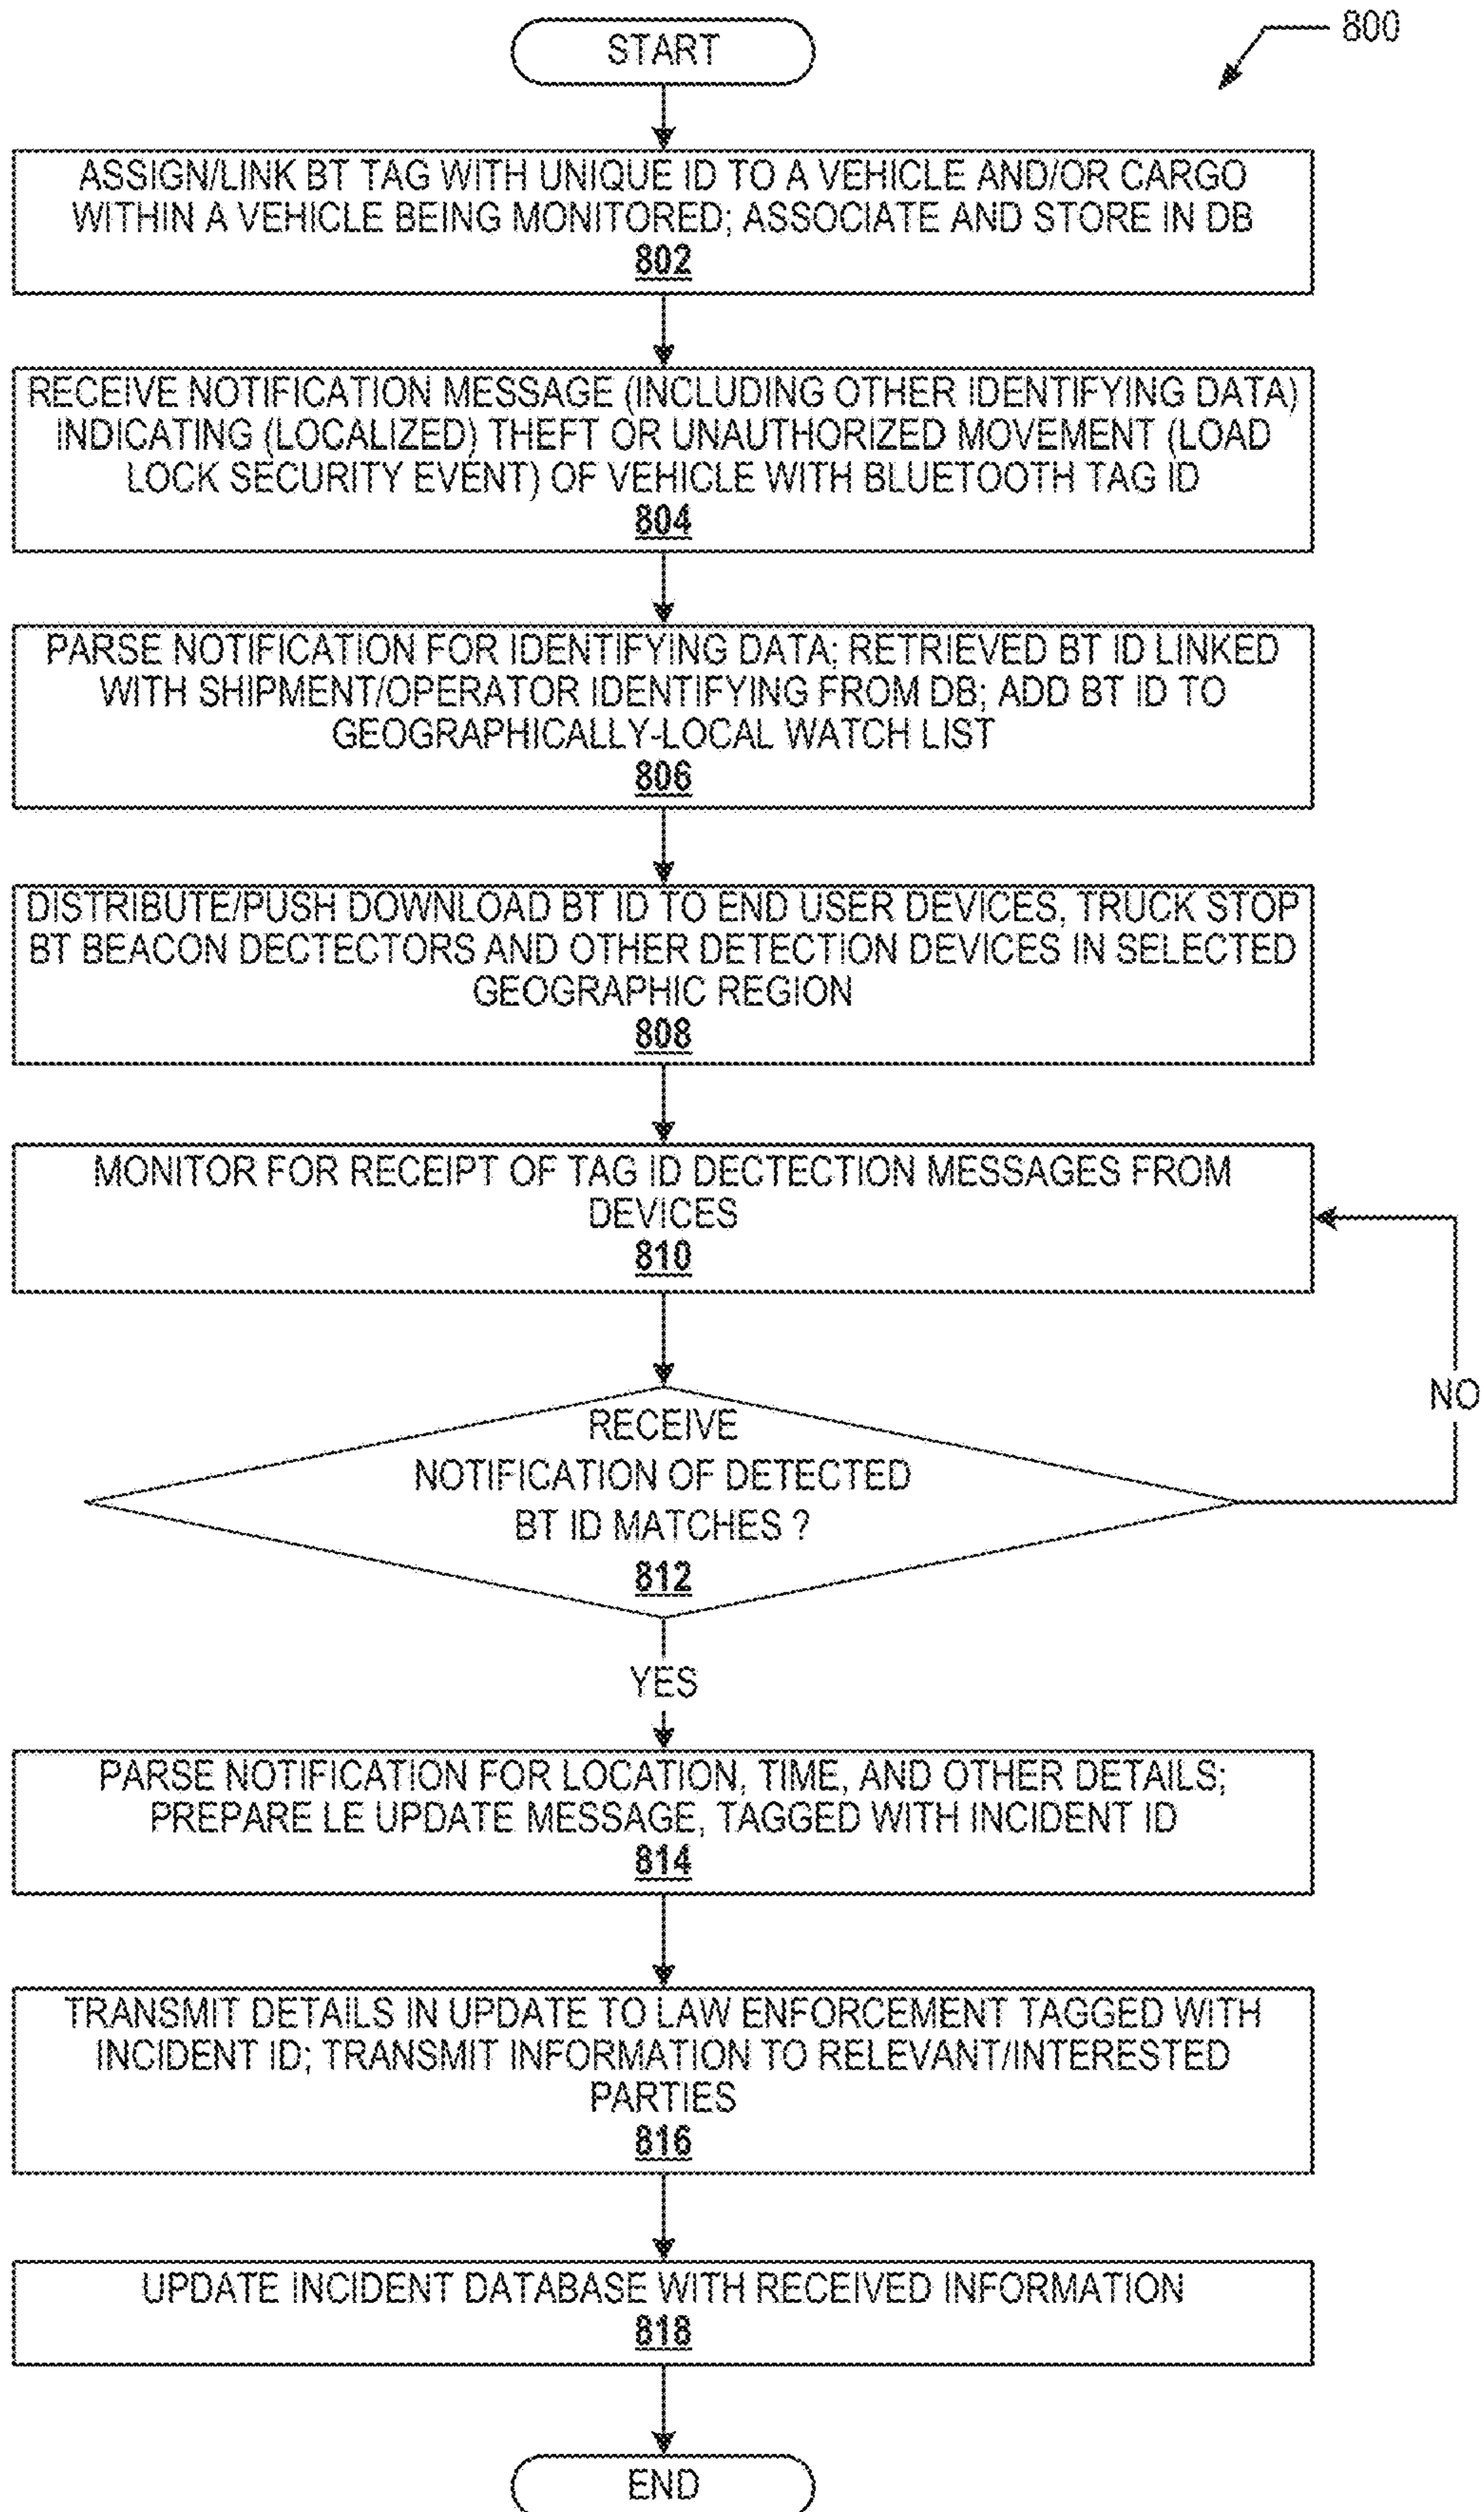 START
800
ASSIGN/LINK BT TAG WITH UNIQUE ID TO A VEHICLE AND/OR CARGO
WITHIN A VEHICLE BEING MONITORED; ASSOCIATE AND STORE IN DB
802
RECEIVE NOTIFICATION MESSAGE (INCLUDING OTHER IDENTIFYING DATA)
INDICATING (LOCALIZED) THEFT OR UNAUTHORIZED MOVEMENT (LOAD
LOCK SECURITY EVENT) OF VEHICLE WITH BLUETOOTH TAG ID
804
PARSE NOTIFICATION FOR IDENTIFYING DATA; RETRIEVED BT ID LINKED
WITH SHIPMENT/OPERATOR IDENTIFYING FROM DB; ADD BT ID TO
GEOGRAPHICALLY-LOCAL WATCH LIST
806
DISTRIBUTE/PUSH DOWNLOAD BT ID TO END USER DEVICES, TRUCK STOP
BT BEACON DECTECTORS AND OTHER DETECTION DEVICES IN SELECTED
GEOGRAPHIC REGION
808
MONITOR FOR RECEIPT OF TAG ID DECTECTION MESSAGES FROM
DEVICES
810
RECEIVE
NOTIFICATION OF DETECTED
BT ID MATCHES ?
812
NO
YES
PARSE NOTIFICATION FOR LOCATION, TIME, AND OTHER DETAILS;
PREPARE LE UPDATE MESSAGE, TAGGED WITH INCIDENT ID
814
TRANSMIT DETAILS IN UPDATE TO LAW ENFORCEMENT TAGGED WITH
INCIDENT ID; TRANSMIT INFORMATION TO RELEVANT/INTERESTED
PARTIES
816
UPDATE INCIDENT DATABASE WITH RECEIVED INFORMATION
818
END